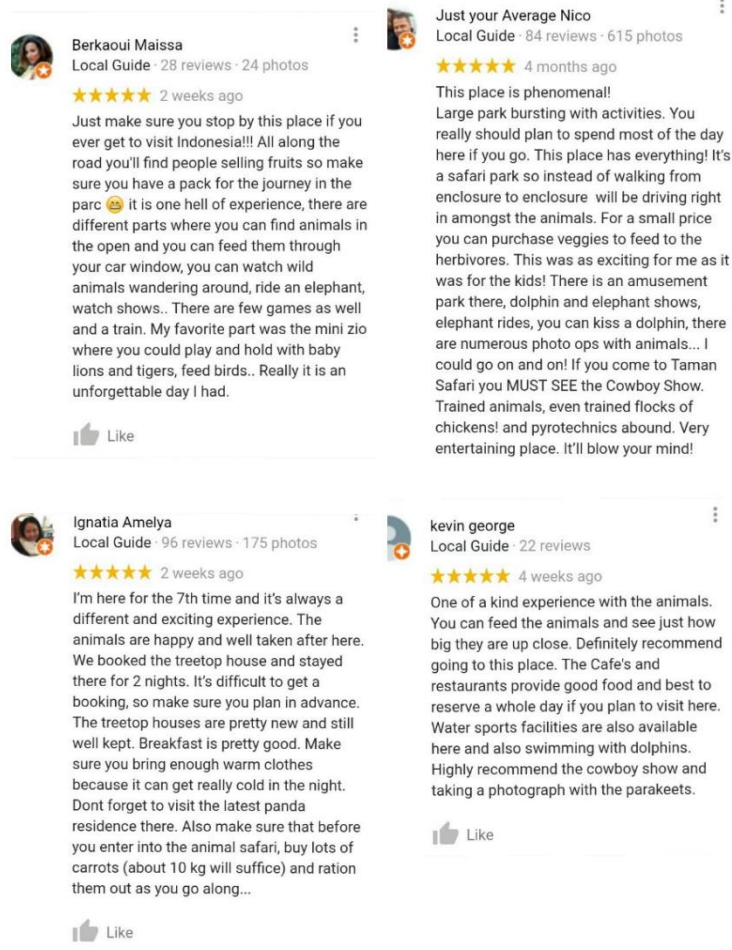 Berkaoui Maissa
Local Guide · 28 reviews · 24 photos
2 weeks ago
Just make sure you stop by this place if you
ever get to visit Indonesia!!! All along the
road you'll find people selling fruits so make
sure you have a pack for the journey in the
parc 😁 it is one hell of experience, there are
different parts where you can find animals in
the open and you can feed them through
your car window, you can watch wild
animals wandering around, ride an elephant,
watch shows.. There are few games as well
and a train. My favorite part was the mini zio
where you could play and hold with baby
lions and tigers, feed birds.. Really it is an
unforgettable day I had.
Like
Just your Average Nico
Local Guide · 84 reviews · 615 photos
4 months ago
This place is phenomenal!
Large park bursting with activities. You
really should plan to spend most of the day
here if you go. This place has everything! It's
a safari park so instead of walking from
enclosure to enclosure will be driving right
in amongst the animals. For a small price
you can purchase veggies to feed to the
herbivores. This was as exciting for me as it
was for the kids! There is an amusement
park there, dolphin and elephant shows,
elephant rides, you can kiss a dolphin, there
are numerous photo ops with animals... I
could go on and on! If you come to Taman
Safari you MUST SEE the Cowboy Show.
Trained animals, even trained flocks of
chickens! and pyrotechnics abound. Very
entertaining place. It'll blow your mind!
Ignatia Amelya
Local Guide · 96 reviews · 175 photos
2 weeks ago
I'm here for the 7th time and it's always a
different and exciting experience. The
animals are happy and well taken after here.
We booked the treetop house and stayed
there for 2 nights. It's difficult to get a
booking, so make sure you plan in advance.
The treetop houses are pretty new and still
well kept. Breakfast is pretty good. Make
sure you bring enough warm clothes
because it can get really cold in the night.
Dont forget to visit the latest panda
residence there. Also make sure that before
you enter into the animal safari, buy lots of
carrots (about 10 kg will suffice) and ration
them out as you go along...
Like
kevin george
Local Guide · 22 reviews
4 weeks ago
One of a kind experience with the animals.
You can feed the animals and see just how
big they are up close. Definitely recommend
going to this place. The Cafe's and
restaurants provide good food and best to
reserve a whole day if you plan to visit here.
Water sports facilities are also available
here and also swimming with dolphins.
Highly recommend the cowboy show and
taking a photograph with the parakeets.
Like